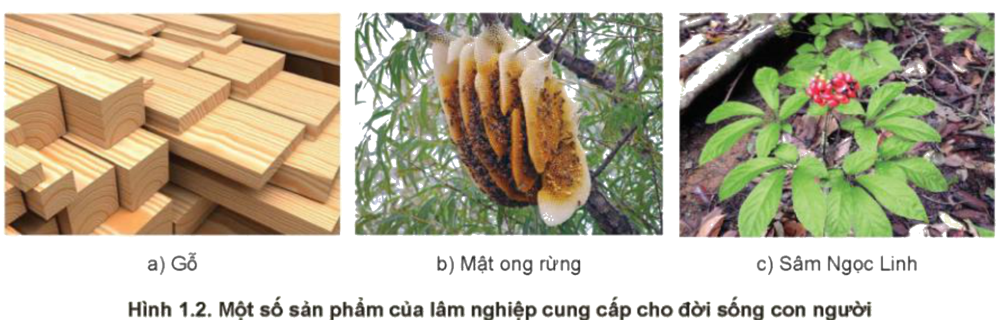 a) Gỗ
b) Mật ong rừng
c) Sâm Ngọc Linh
Hình 1.2. Một số sản phẩm của lâm nghiệp cung cấp cho đời sống con người